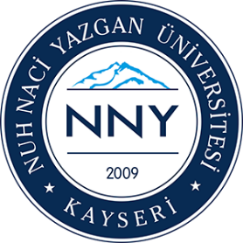 NUH NACİ YAZGAN ÜNİVERSİTESİ
NNY
2009
★ KAYSERİ ★